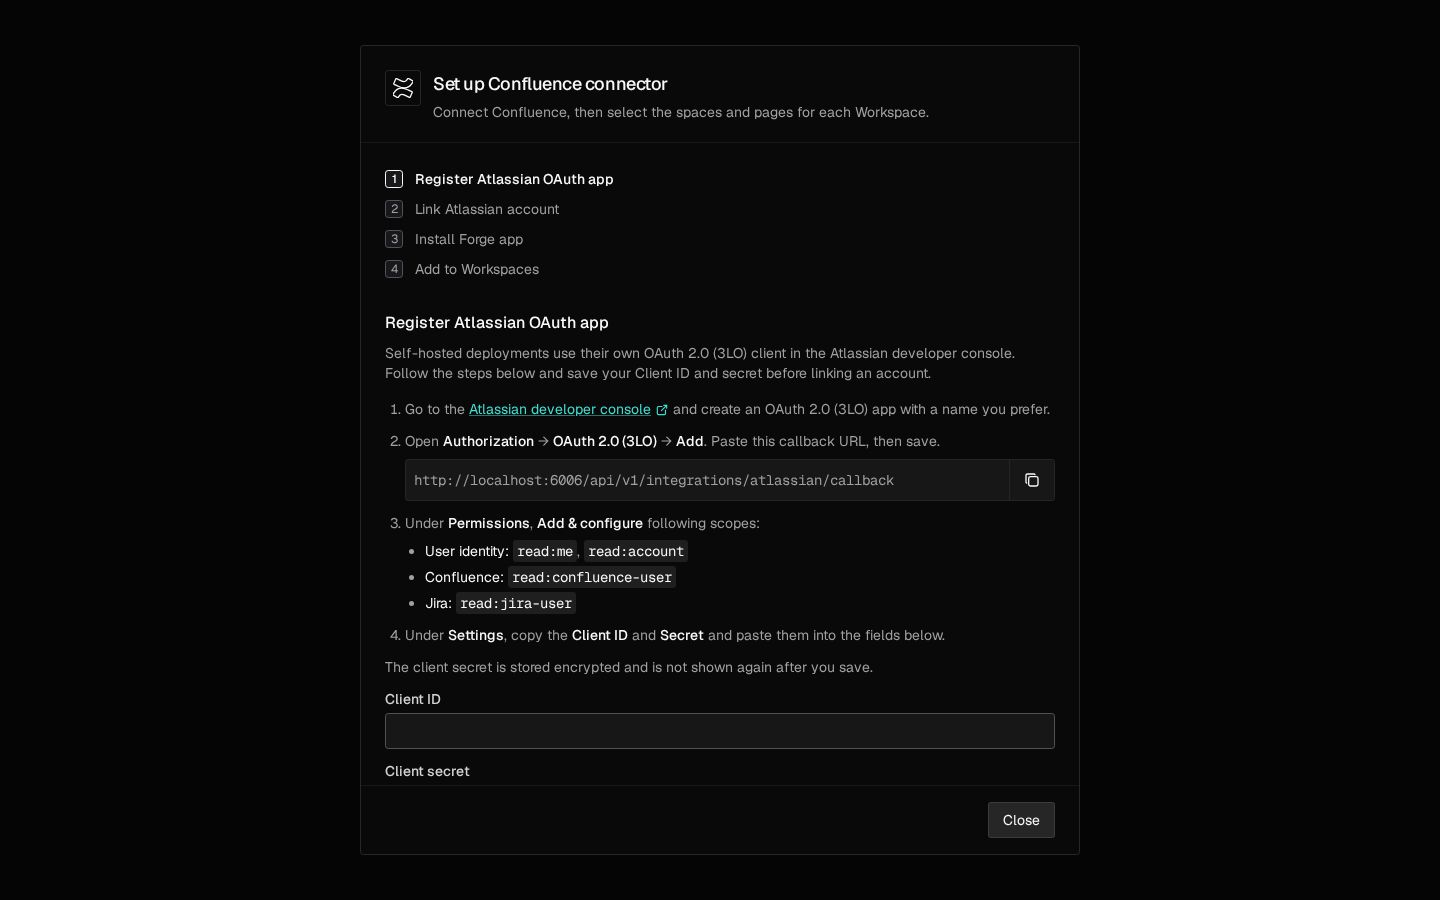 Set up Confluence connector
Connect Confluence, then select the spaces and pages for each Workspace.
1 Register Atlassian OAuth app
2 Link Atlassian account
3 Install Forge app
4 Add to Workspaces
Register Atlassian OAuth app
Self-hosted deployments use their own OAuth 2.0 (3LO) client in the Atlassian developer console.
Follow the steps below and save your Client ID and secret before linking an account.
1. Go to the Atlassian developer console and create an OAuth 2.0 (3LO) app with a name you prefer.
2. Open Authorization → OAuth 2.0 (3LO) → Add. Paste this callback URL, then save.
http://localhost:6006/api/v1/integrations/atlassian/callback
3. Under Permissions, Add & configure following scopes:
• User identity: read:me, read:account
• Confluence: read:confluence-user
• Jira: read:jira-user
4. Under Settings, copy the Client ID and Secret and paste them into the fields below.
The client secret is stored encrypted and is not shown again after you save.
Client ID
Client secret
Close